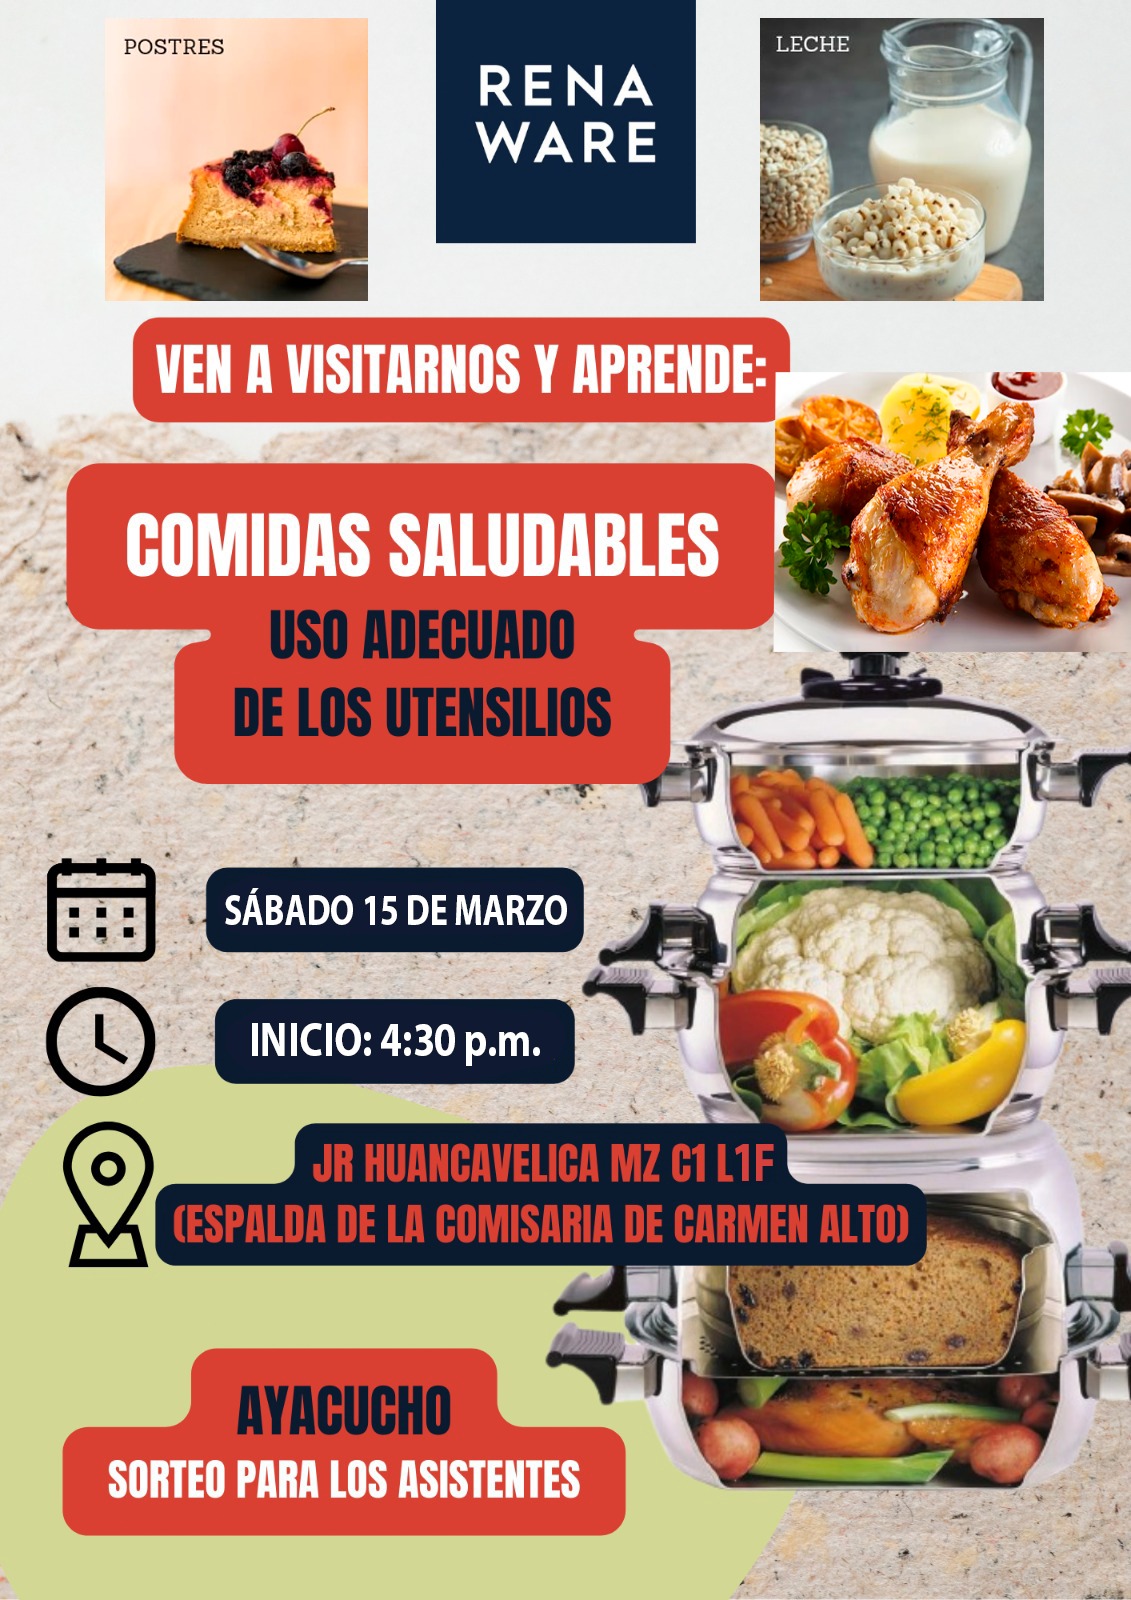 POSTRES
RENA
WARE
LECHE
VEN A VISITARNOS Y APRENDE:
COMIDAS SALUDABLES
USO ADECUADO
DE LOS UTENSILIOS
SÁBADO 15 DE MARZO
INICIO: 4:30 p.m.
JR HUANCAVELICA MZ C1 L1F
(ESPALDA DE LA COMISARIA DE CARMEN ALTO)
AYACUCHO
SORTEO PARA LOS ASISTENTES